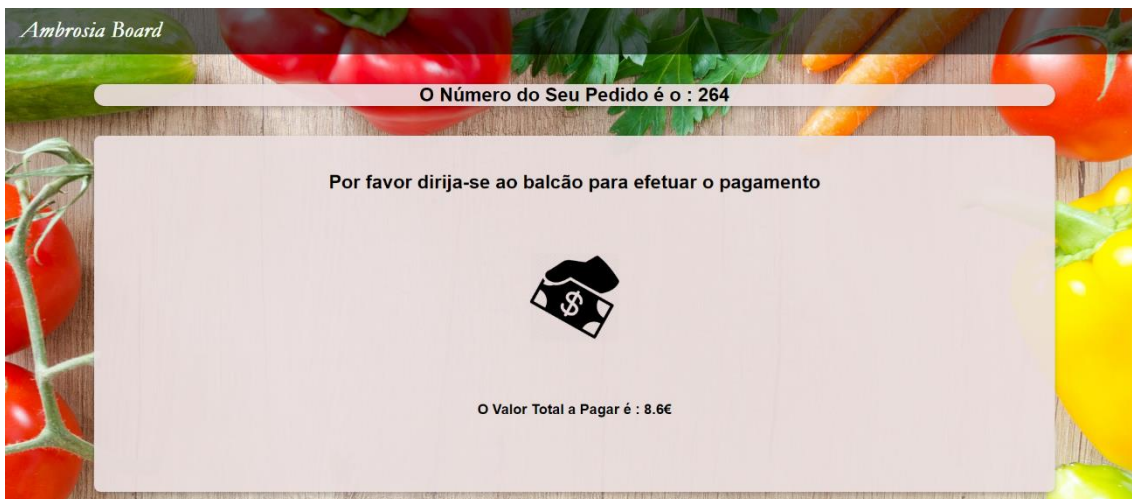 Ambrosia Board
O Número do Seu Pedido é o : 264
Por favor dirija-se ao balcão para efetuar o pagamento
$
O Valor Total a Pagar é : 8.6€